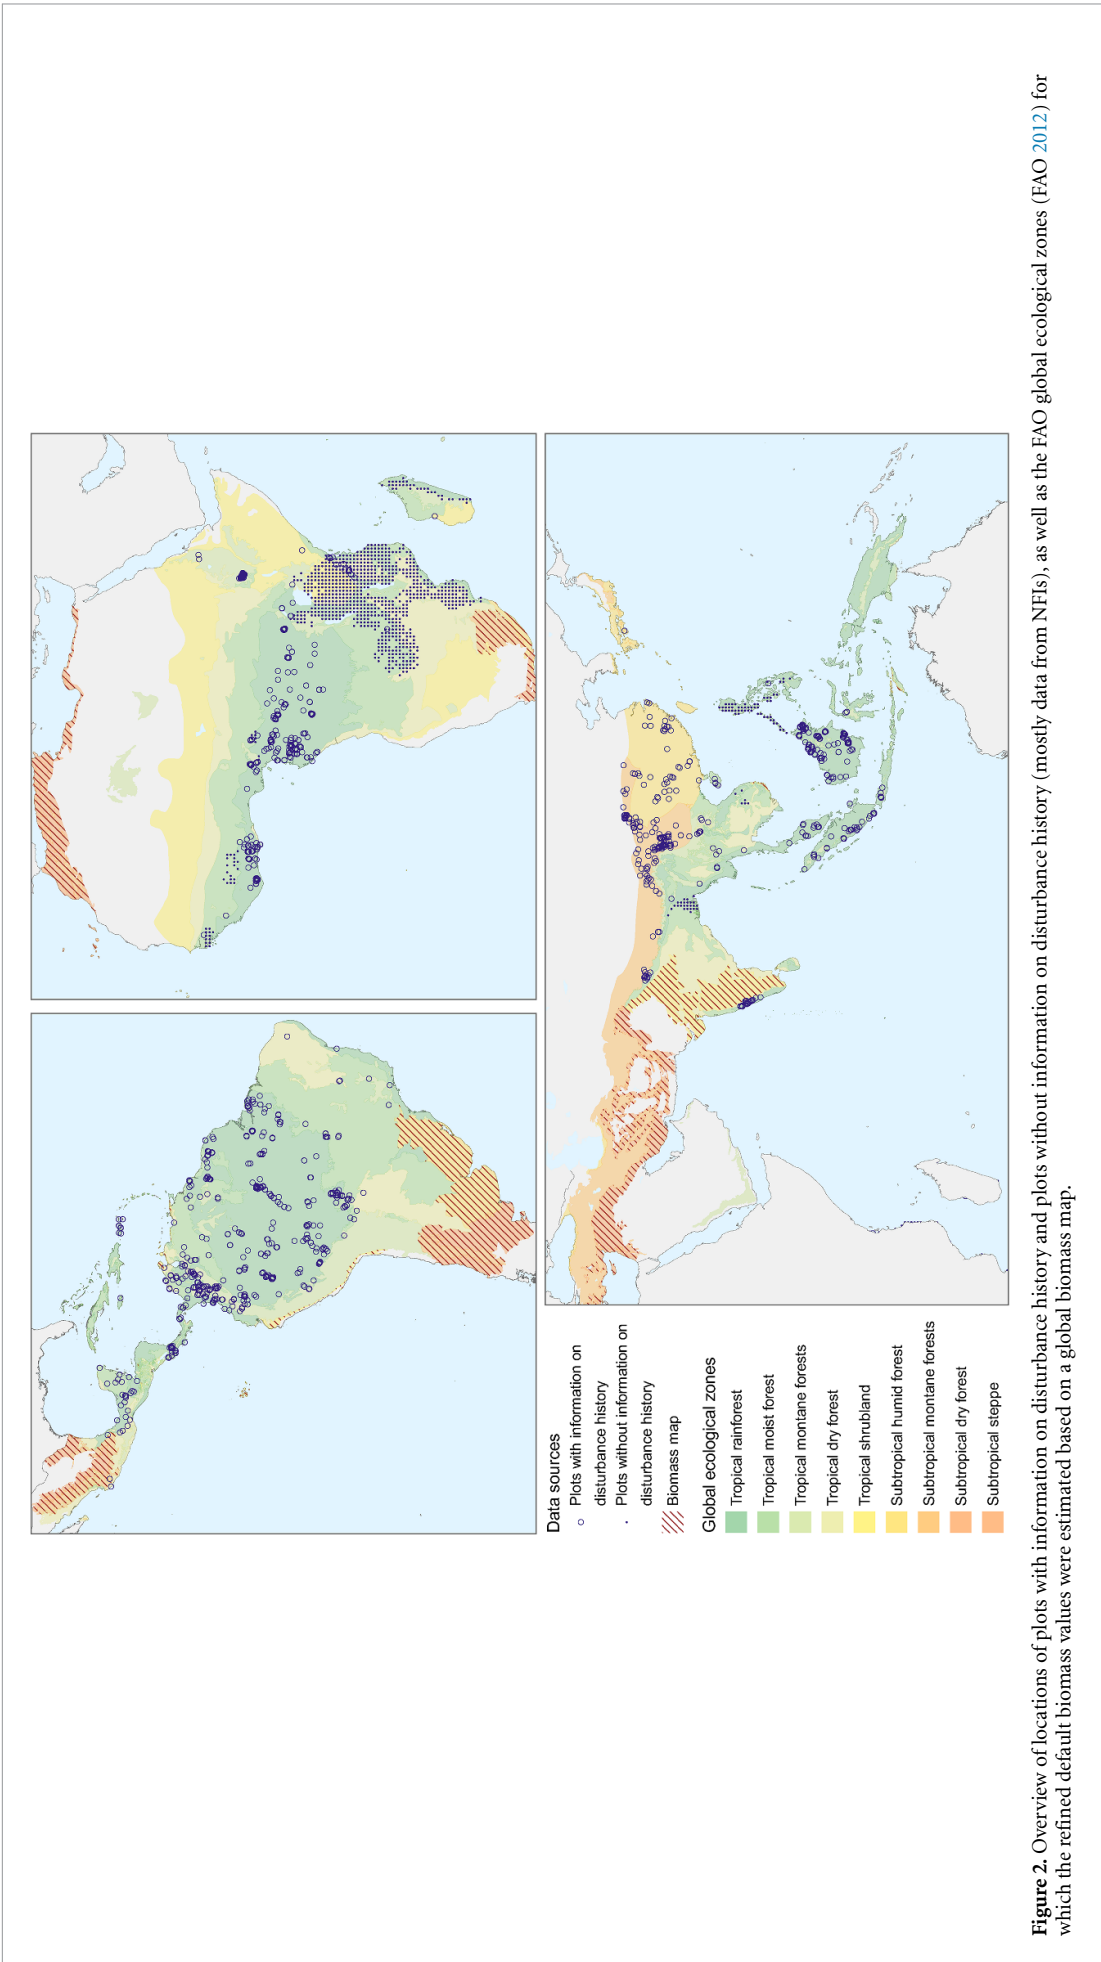 Data sources
Plots with information on
disturbance history
Plots without information on
disturbance history
Biomass map
Global ecological zones
Tropical rainforest
Tropical moist forest
Tropical montane forests
Tropical dry forest
Tropical shrubland
Subtropical humid forest
Subtropical montane forests
Subtropical dry forest
Subtropical steppe
Figure 2. Overview of locations of plots with information on disturbance history and plots without information on disturbance history (mostly data from NFIs), as well as the FAO global ecological zones (FAO 2012) for
which the refined default biomass values were estimated based on a global biomass map.